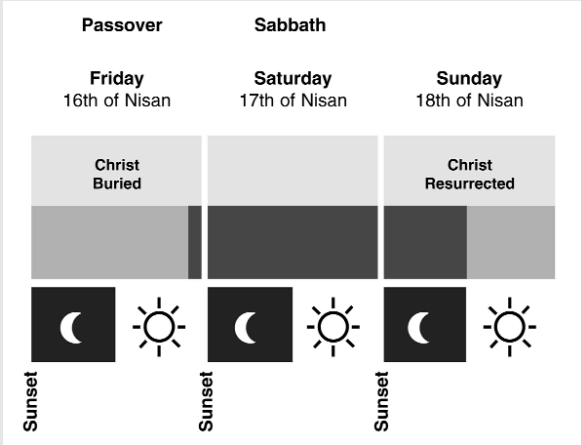 Passover
Sabbath
Friday
16th of Nisan
Saturday
17th of Nisan
Sunday
18th of Nisan
Christ
Buried
Christ
Resurrected
Sunset
Sunset
Sunset